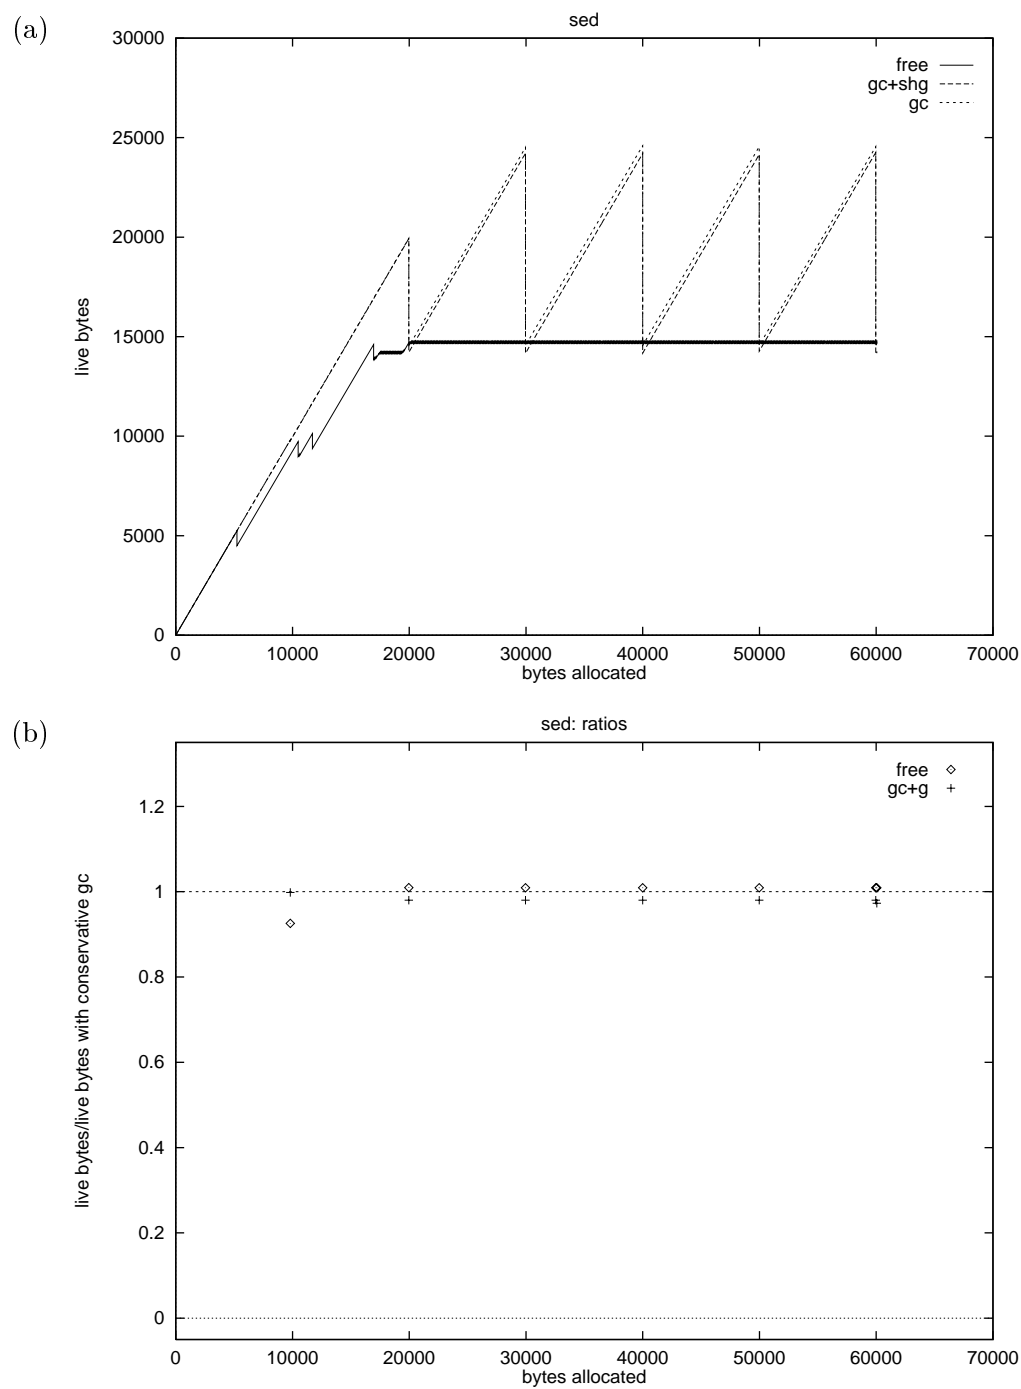 (a)
sed
30000
25000
20000
15000
10000
5000
0
live bytes
free
gc+shg
gc
0 10000 20000 30000 40000 50000 60000 70000
bytes allocated
(b)
sed: ratios
1.2
1
0.8
0.6
0.4
0.2
0
live bytes/live bytes with conservative gc
free
gc+g
0 10000 20000 30000 40000 50000 60000 70000
bytes allocated